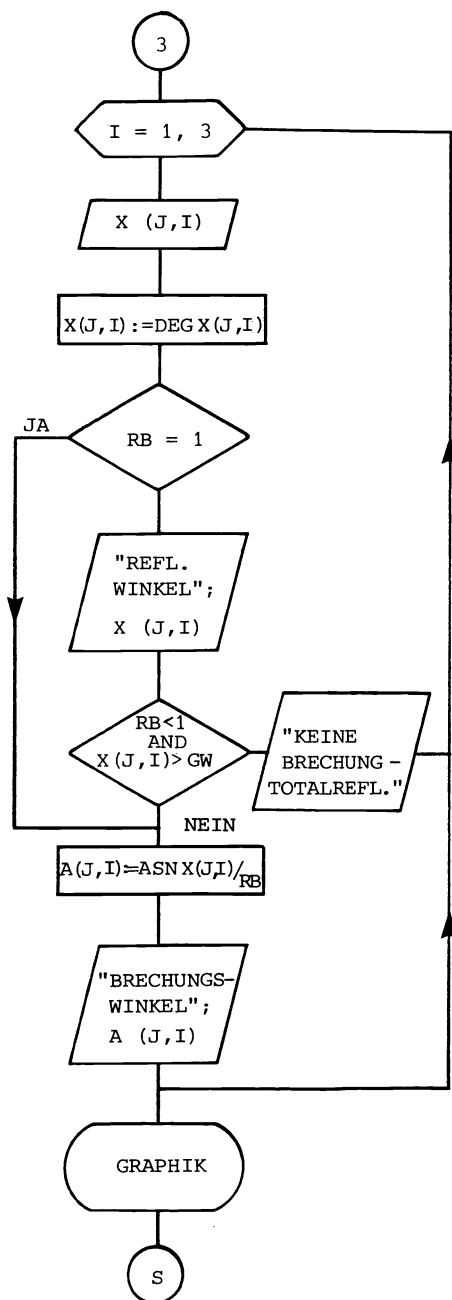 3
I = 1, 3
X (J,I)
X(J,I):=DEG X(J,I)
JA
RB = 1
"REFL.
WINKEL";
X (J,I)
RB<1
AND
X(J,I)> GW
"KEINE
BRECHUNG-
TOTALREFL."
NEIN
A(J,I):=ASN X(J,I)/RB
"BRECHUNGS-
WINKEL";
A (J,I)
GRAPHIK
S